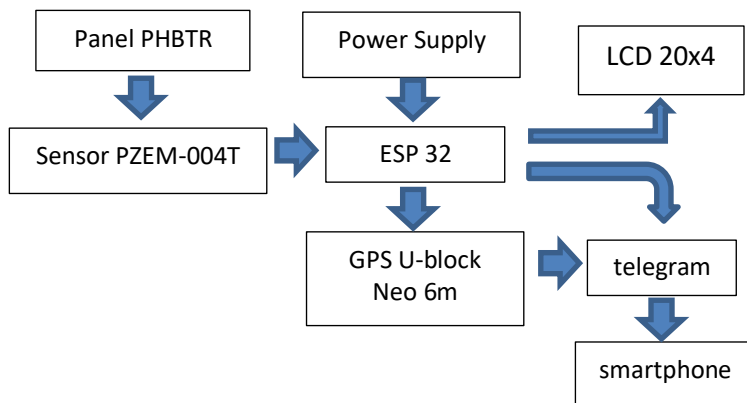 Panel PHBTR
Power Supply
LCD 20x4
Sensor PZEM-004T
ESP 32
GPS U-block
Neo 6m
telegram
smartphone